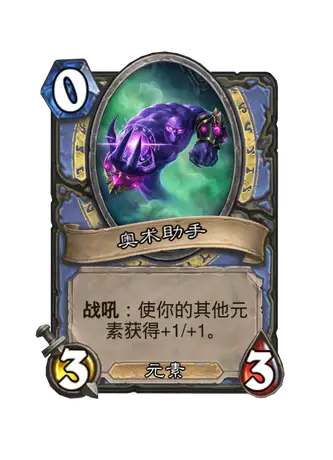 0
奥术助手
战吼：使你的其他元
素获得+1/+1。
3
元素
3